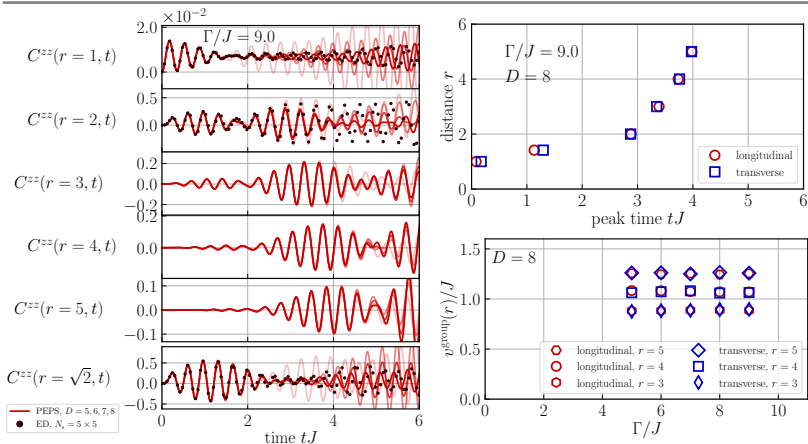 ×10⁻²
Γ/J = 9.0
C^{zz}(r = 1, t)
2.0
0.0
C^{zz}(r = 2, t)
0.5
0.0
−0.5
C^{zz}(r = 3, t)
0.2
0.0
−0.2
C^{zz}(r = 4, t)
0.2
0.0
C^{zz}(r = 5, t)
0.1
0.0
−0.1
C^{zz}(r = √2, t)
0.5
0.0
−0.5
0 1 2 3 4 5 6
time tJ
PEPS, D = 5, 6, 7, 8
ED, N_s = 5 × 5
Γ/J = 9.0
D = 8
distance r
6
4
2
0
longitudinal
transverse
0 1 2 3 4 5 6
peak time tJ
D = 8
v^{group}(r)/J
1.5
1.0
0.5
0.0
longitudinal, r = 5
longitudinal, r = 4
longitudinal, r = 3
transverse, r = 5
transverse, r = 4
transverse, r = 3
0 2 4 6 8 10
Γ/J